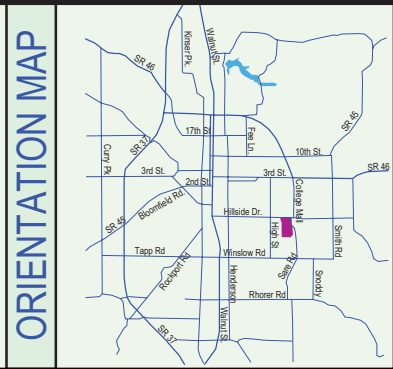 ORIENTATION MAP
Kinser Pk.
Walnut St.
SR 46
SR 45
17th St
SR 37
Fee Ln.
Curry Pk
10th St.
3rd St.
3rd St.
SR 46
2nd St.
College Mall
Bloomfield Rd.
Hillside Dr.
SR 45
High St
Smith Rd
Tapp Rd
Winslow Rd
Rockport Rd
Sare Rd
Henderson
Snoddy
Rhorer Rd
Walnut St.
SR 37